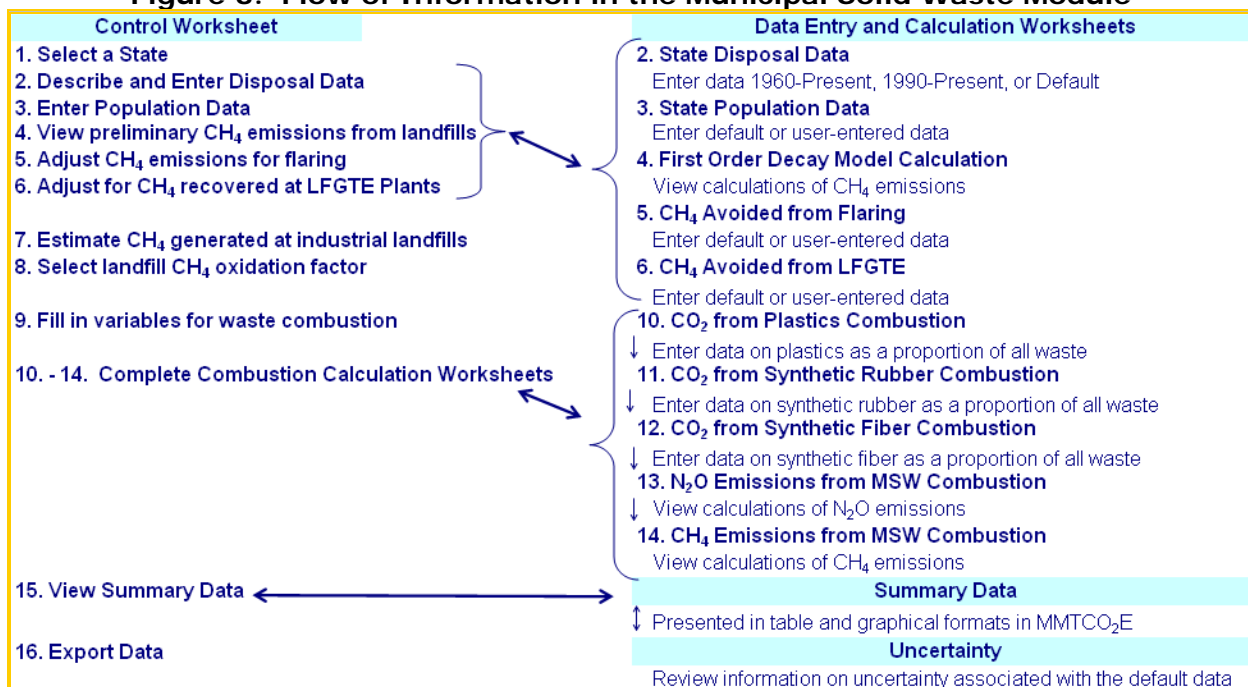 Figure 3. Flow of Information in the Municipal Solid Waste Module
Control Worksheet
1. Select a State
2. Describe and Enter Disposal Data
3. Enter Population Data
4. View preliminary CH₄ emissions from landfills
5. Adjust CH₄ emissions for flaring
6. Adjust for CH₄ recovered at LFGTE Plants
7. Estimate CH₄ generated at industrial landfills
8. Select landfill CH₄ oxidation factor
9. Fill in variables for waste combustion
10. - 14. Complete Combustion Calculation Worksheets
15. View Summary Data
16. Export Data
Data Entry and Calculation Worksheets
2. State Disposal Data
Enter data 1960-Present, 1990-Present, or Default
3. State Population Data
Enter default or user-entered data
4. First Order Decay Model Calculation
View calculations of CH₄ emissions
5. CH₄ Avoided from Flaring
Enter default or user-entered data
6. CH₄ Avoided from LFGTE
Enter default or user-entered data
10. CO₂ from Plastics Combustion
↓ Enter data on plastics as a proportion of all waste
11. CO₂ from Synthetic Rubber Combustion
↓ Enter data on synthetic rubber as a proportion of all waste
12. CO₂ from Synthetic Fiber Combustion
↓ Enter data on synthetic fiber as a proportion of all waste
13. N₂O Emissions from MSW Combustion
↓ View calculations of N₂O emissions
14. CH₄ Emissions from MSW Combustion
View calculations of CH₄ emissions
Summary Data
↕ Presented in table and graphical formats in MMTCO₂E
Uncertainty
Review information on uncertainty associated with the default data